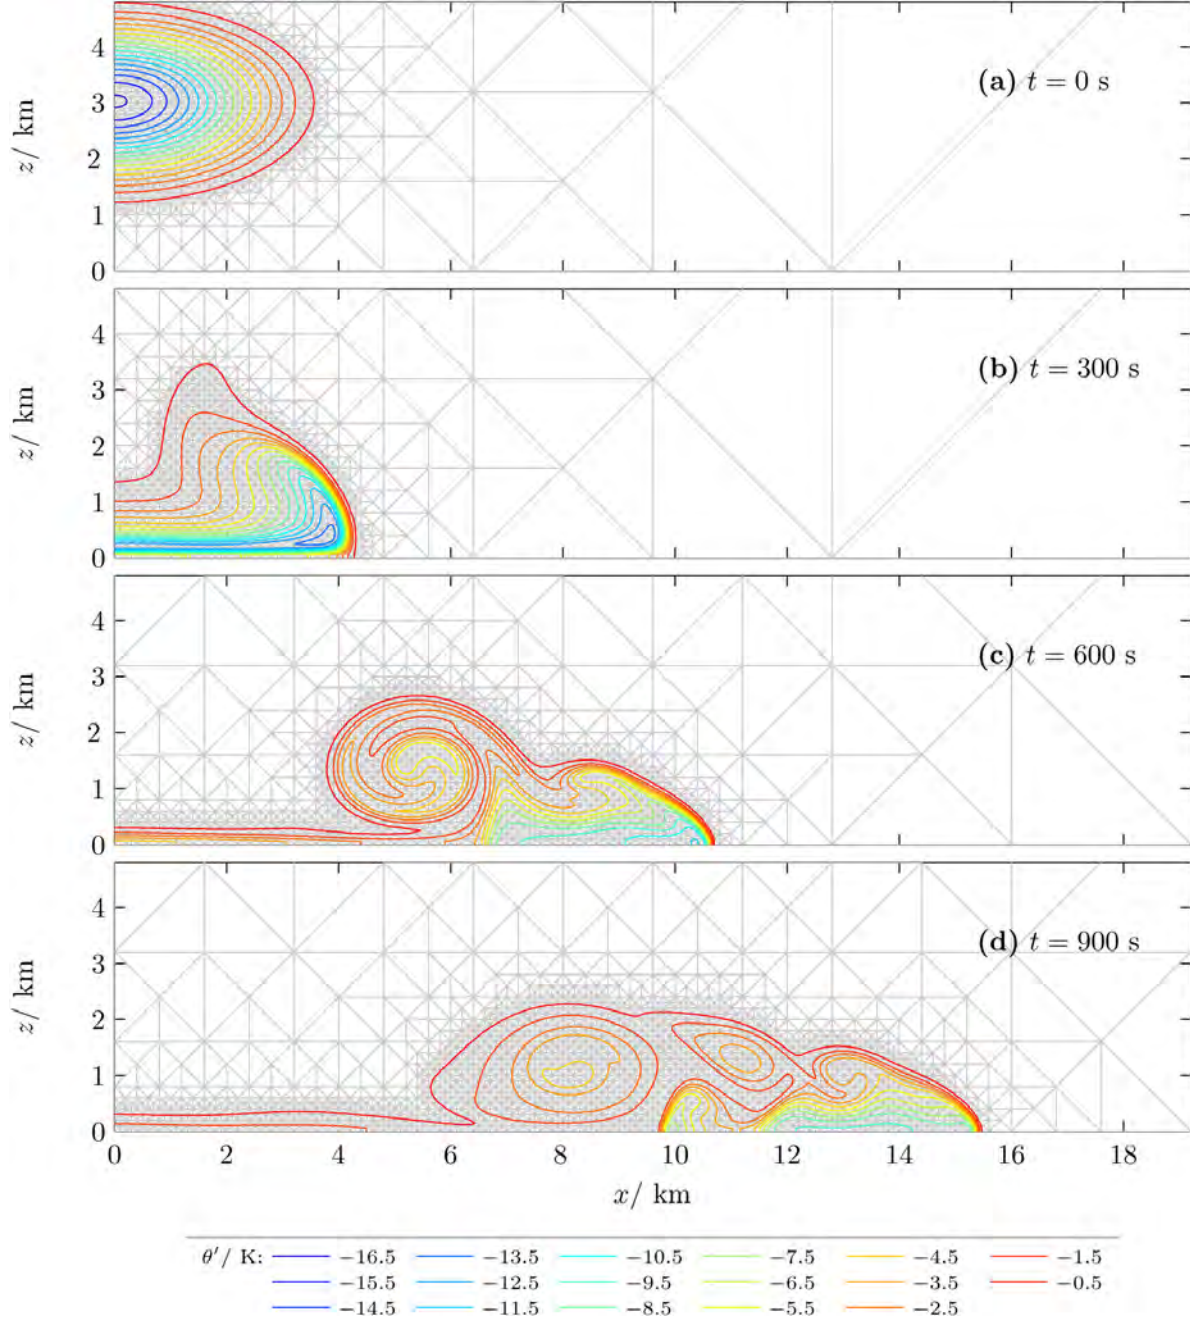 4
3
2
1
0
z/ km
(a) t = 0 s
4
3
2
1
0
z/ km
(b) t = 300 s
4
3
2
1
0
z/ km
(c) t = 600 s
4
3
2
1
0
z/ km
(d) t = 900 s
0 2 4 6 8 10 12 14 16 18
x/ km
θ′/ K: −16.5 −13.5 −10.5 −7.5 −4.5 −1.5
−15.5 −12.5 −9.5 −6.5 −3.5 −0.5
−14.5 −11.5 −8.5 −5.5 −2.5